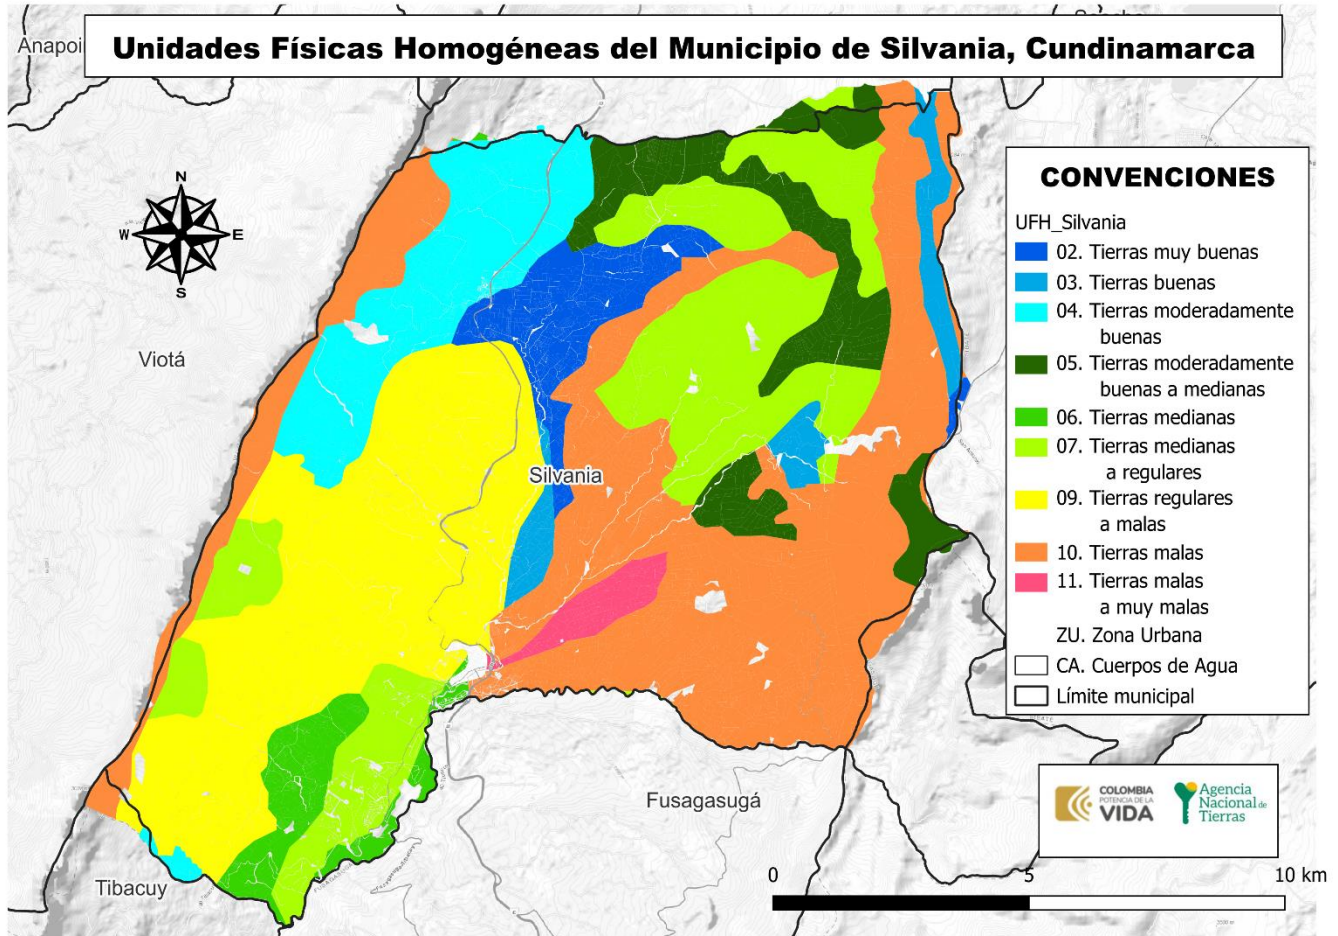 Unidades Físicas Homogéneas del Municipio de Silvania, Cundinamarca
N
W
E
S
Viotá
Silvania
Fusagasugá
Tibacuy
CONVENCIONES
UFH_Silvania
02. Tierras muy buenas
03. Tierras buenas
04. Tierras moderadamente
buenas
05. Tierras moderadamente
buenas a medianas
06. Tierras medianas
07. Tierras medianas
a regulares
09. Tierras regulares
a malas
10. Tierras malas
11. Tierras malas
a muy malas
ZU. Zona Urbana
CA. Cuerpos de Agua
Límite municipal
COLOMBIA
POTENCIA DE LA
VIDA
Agencia
Nacional de
Tierras
0
5
10 km